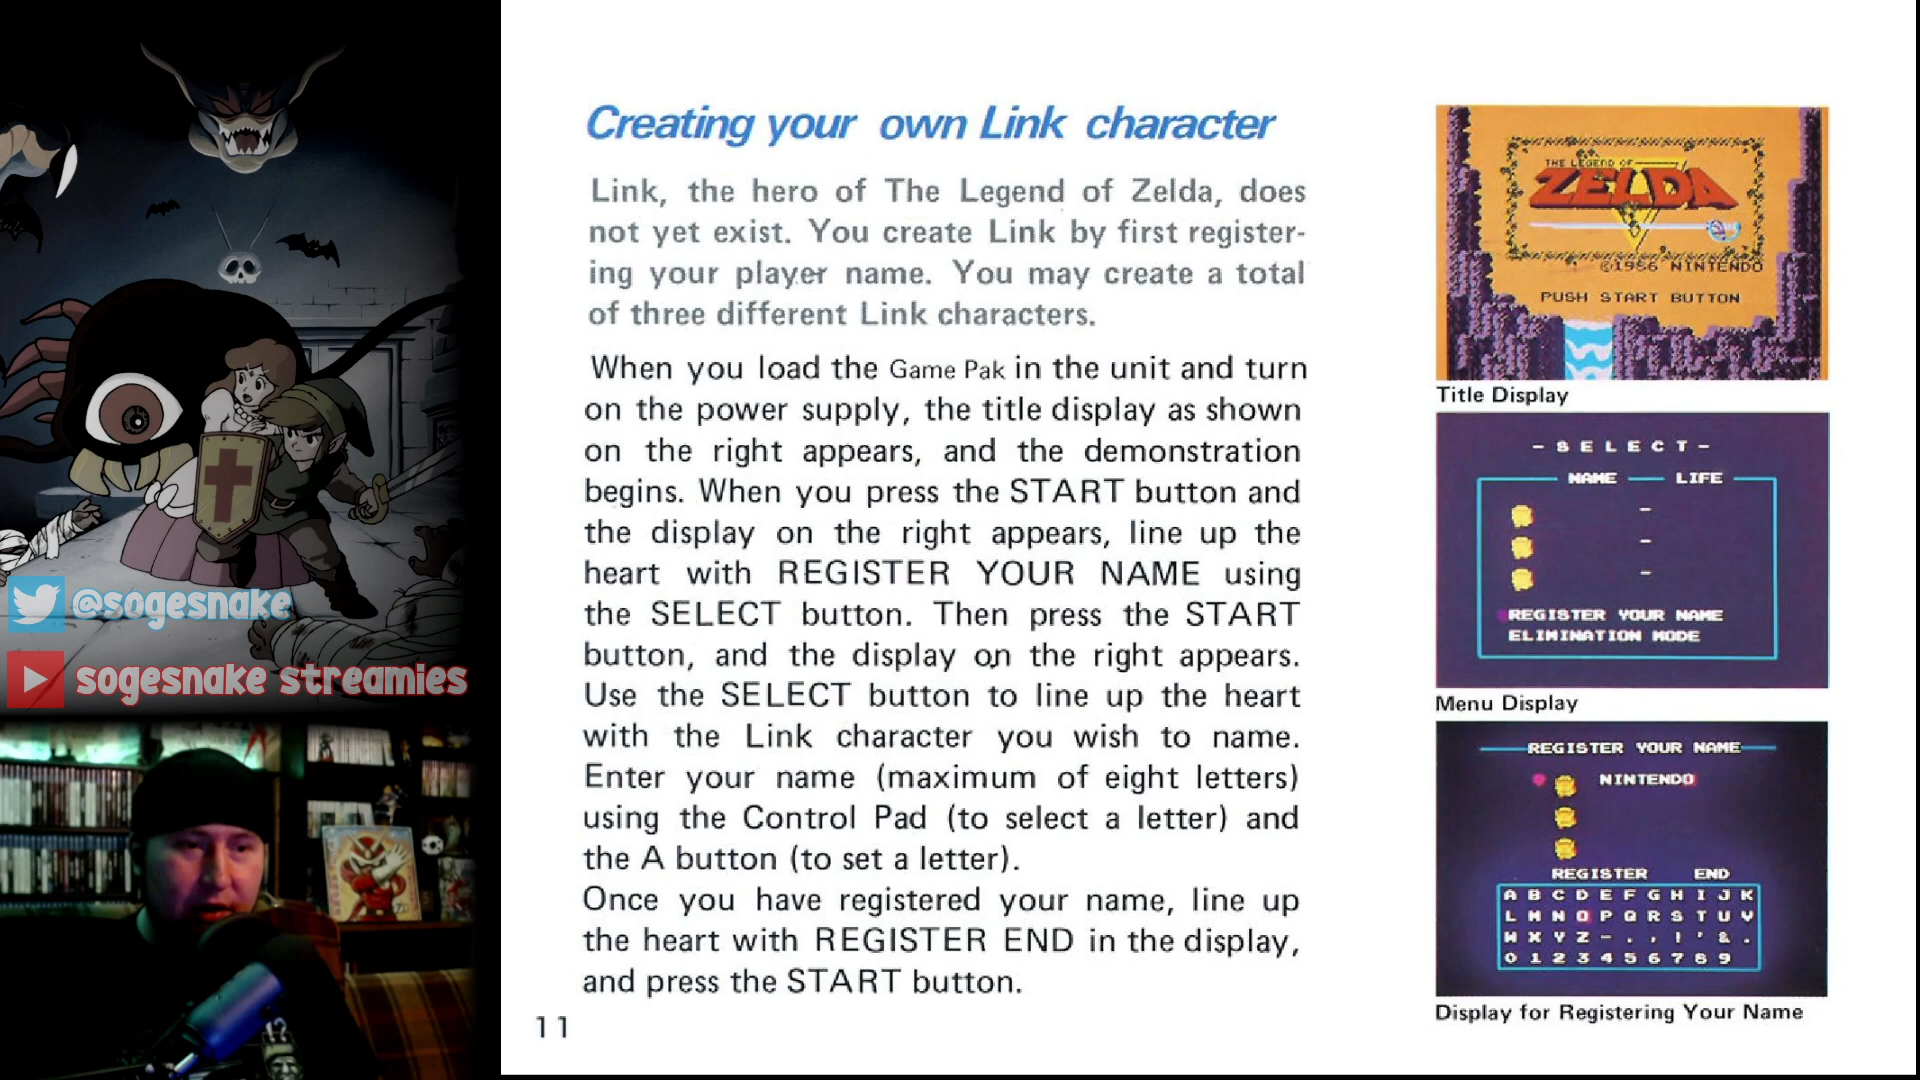 Creating your own Link character
Link, the hero of The Legend of Zelda, does
not yet exist. You create Link by first register-
ing your player name. You may create a total
of three different Link characters.
When you load the Game Pak in the unit and turn
on the power supply, the title display as shown
on the right appears, and the demonstration
begins. When you press the START button and
the display on the right appears, line up the
heart with REGISTER YOUR NAME using
the SELECT button. Then press the START
button, and the display on the right appears.
Use the SELECT button to line up the heart
with the Link character you wish to name.
Enter your name (maximum of eight letters)
using the Control Pad (to select a letter) and
the A button (to set a letter).
Once you have registered your name, line up
the heart with REGISTER END in the display,
and press the START button.
11
THE LEGEND OF
ZELDA
©1986 NINTENDO
PUSH START BUTTON
Title Display
- S E L E C T -
NAME LIFE
-
-
-
REGISTER YOUR NAME
ELIMINATION MODE
Menu Display
REGISTER YOUR NAME
NINTENDO
REGISTER END
A B C D E F G H I J K
L M N O P Q R S T U V
W X Y Z - . , ! ' & .
0 1 2 3 4 5 6 7 8 9
Display for Registering Your Name
@sogesnake
sogesnake streamies